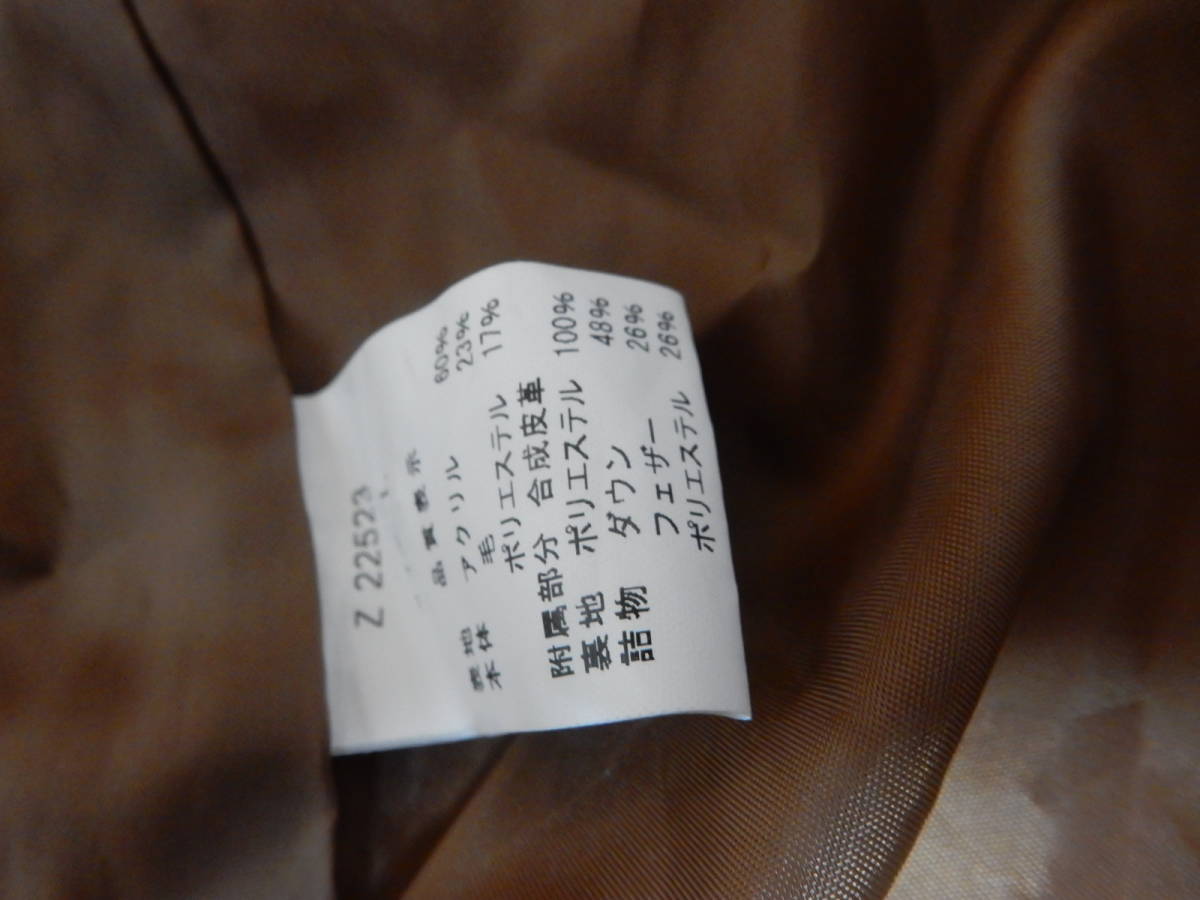 Z 22523
品質表示
表地 アクリル 60%
本体 毛 23%
ポリエステル 17%
附属部分 合成皮革
裏地 ポリエステル 100%
詰物 ダウン 48%
フェザー 26%
ポリエステル 26%